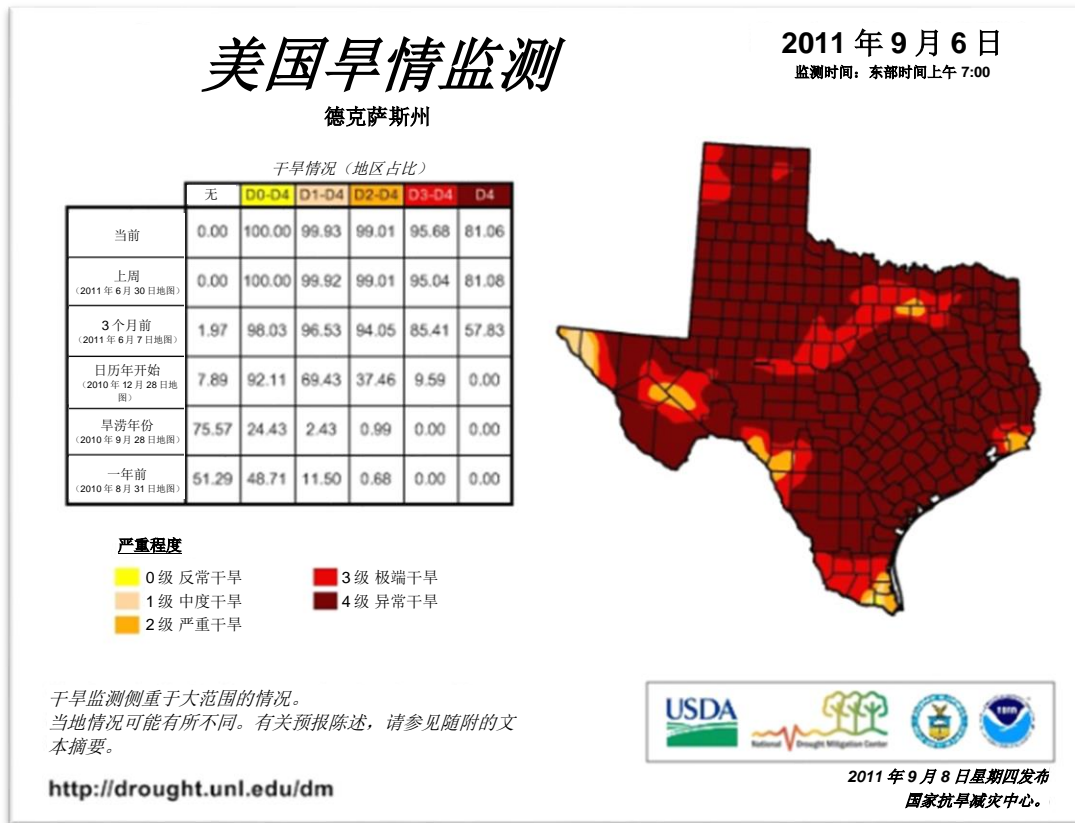 美国旱情监测
德克萨斯州
2011 年 9 月 6 日
监测时间：东部时间上午 7:00
干旱情况（地区占比）
无 D0-D4 D1-D4 D2-D4 D3-D4 D4
当前 0.00 100.00 99.93 99.01 95.68 81.06
上周
（2011 年 6 月 30 日地图） 0.00 100.00 99.92 99.01 95.04 81.08
3 个月前
（2011 年 6 月 7 日地图） 1.97 98.03 96.53 94.05 85.41 57.83
日历年开始
（2010 年 12 月 28 日地
图） 7.89 92.11 69.43 37.46 9.59 0.00
旱涝年份
（2010 年 9 月 28 日地图） 75.57 24.43 2.43 0.99 0.00 0.00
一年前
（2010 年 8 月 31 日地图） 51.29 48.71 11.50 0.68 0.00 0.00
严重程度
0 级 反常干旱
1 级 中度干旱
2 级 严重干旱
3 级 极端干旱
4 级 异常干旱
干旱监测侧重于大范围的情况。
当地情况可能有所不同。有关预报陈述，请参见随附的文
本摘要。
http://drought.unl.edu/dm
USDA
National Drought Mitigation Center
2011 年 9 月 8 日星期四发布
国家抗旱减灾中心。